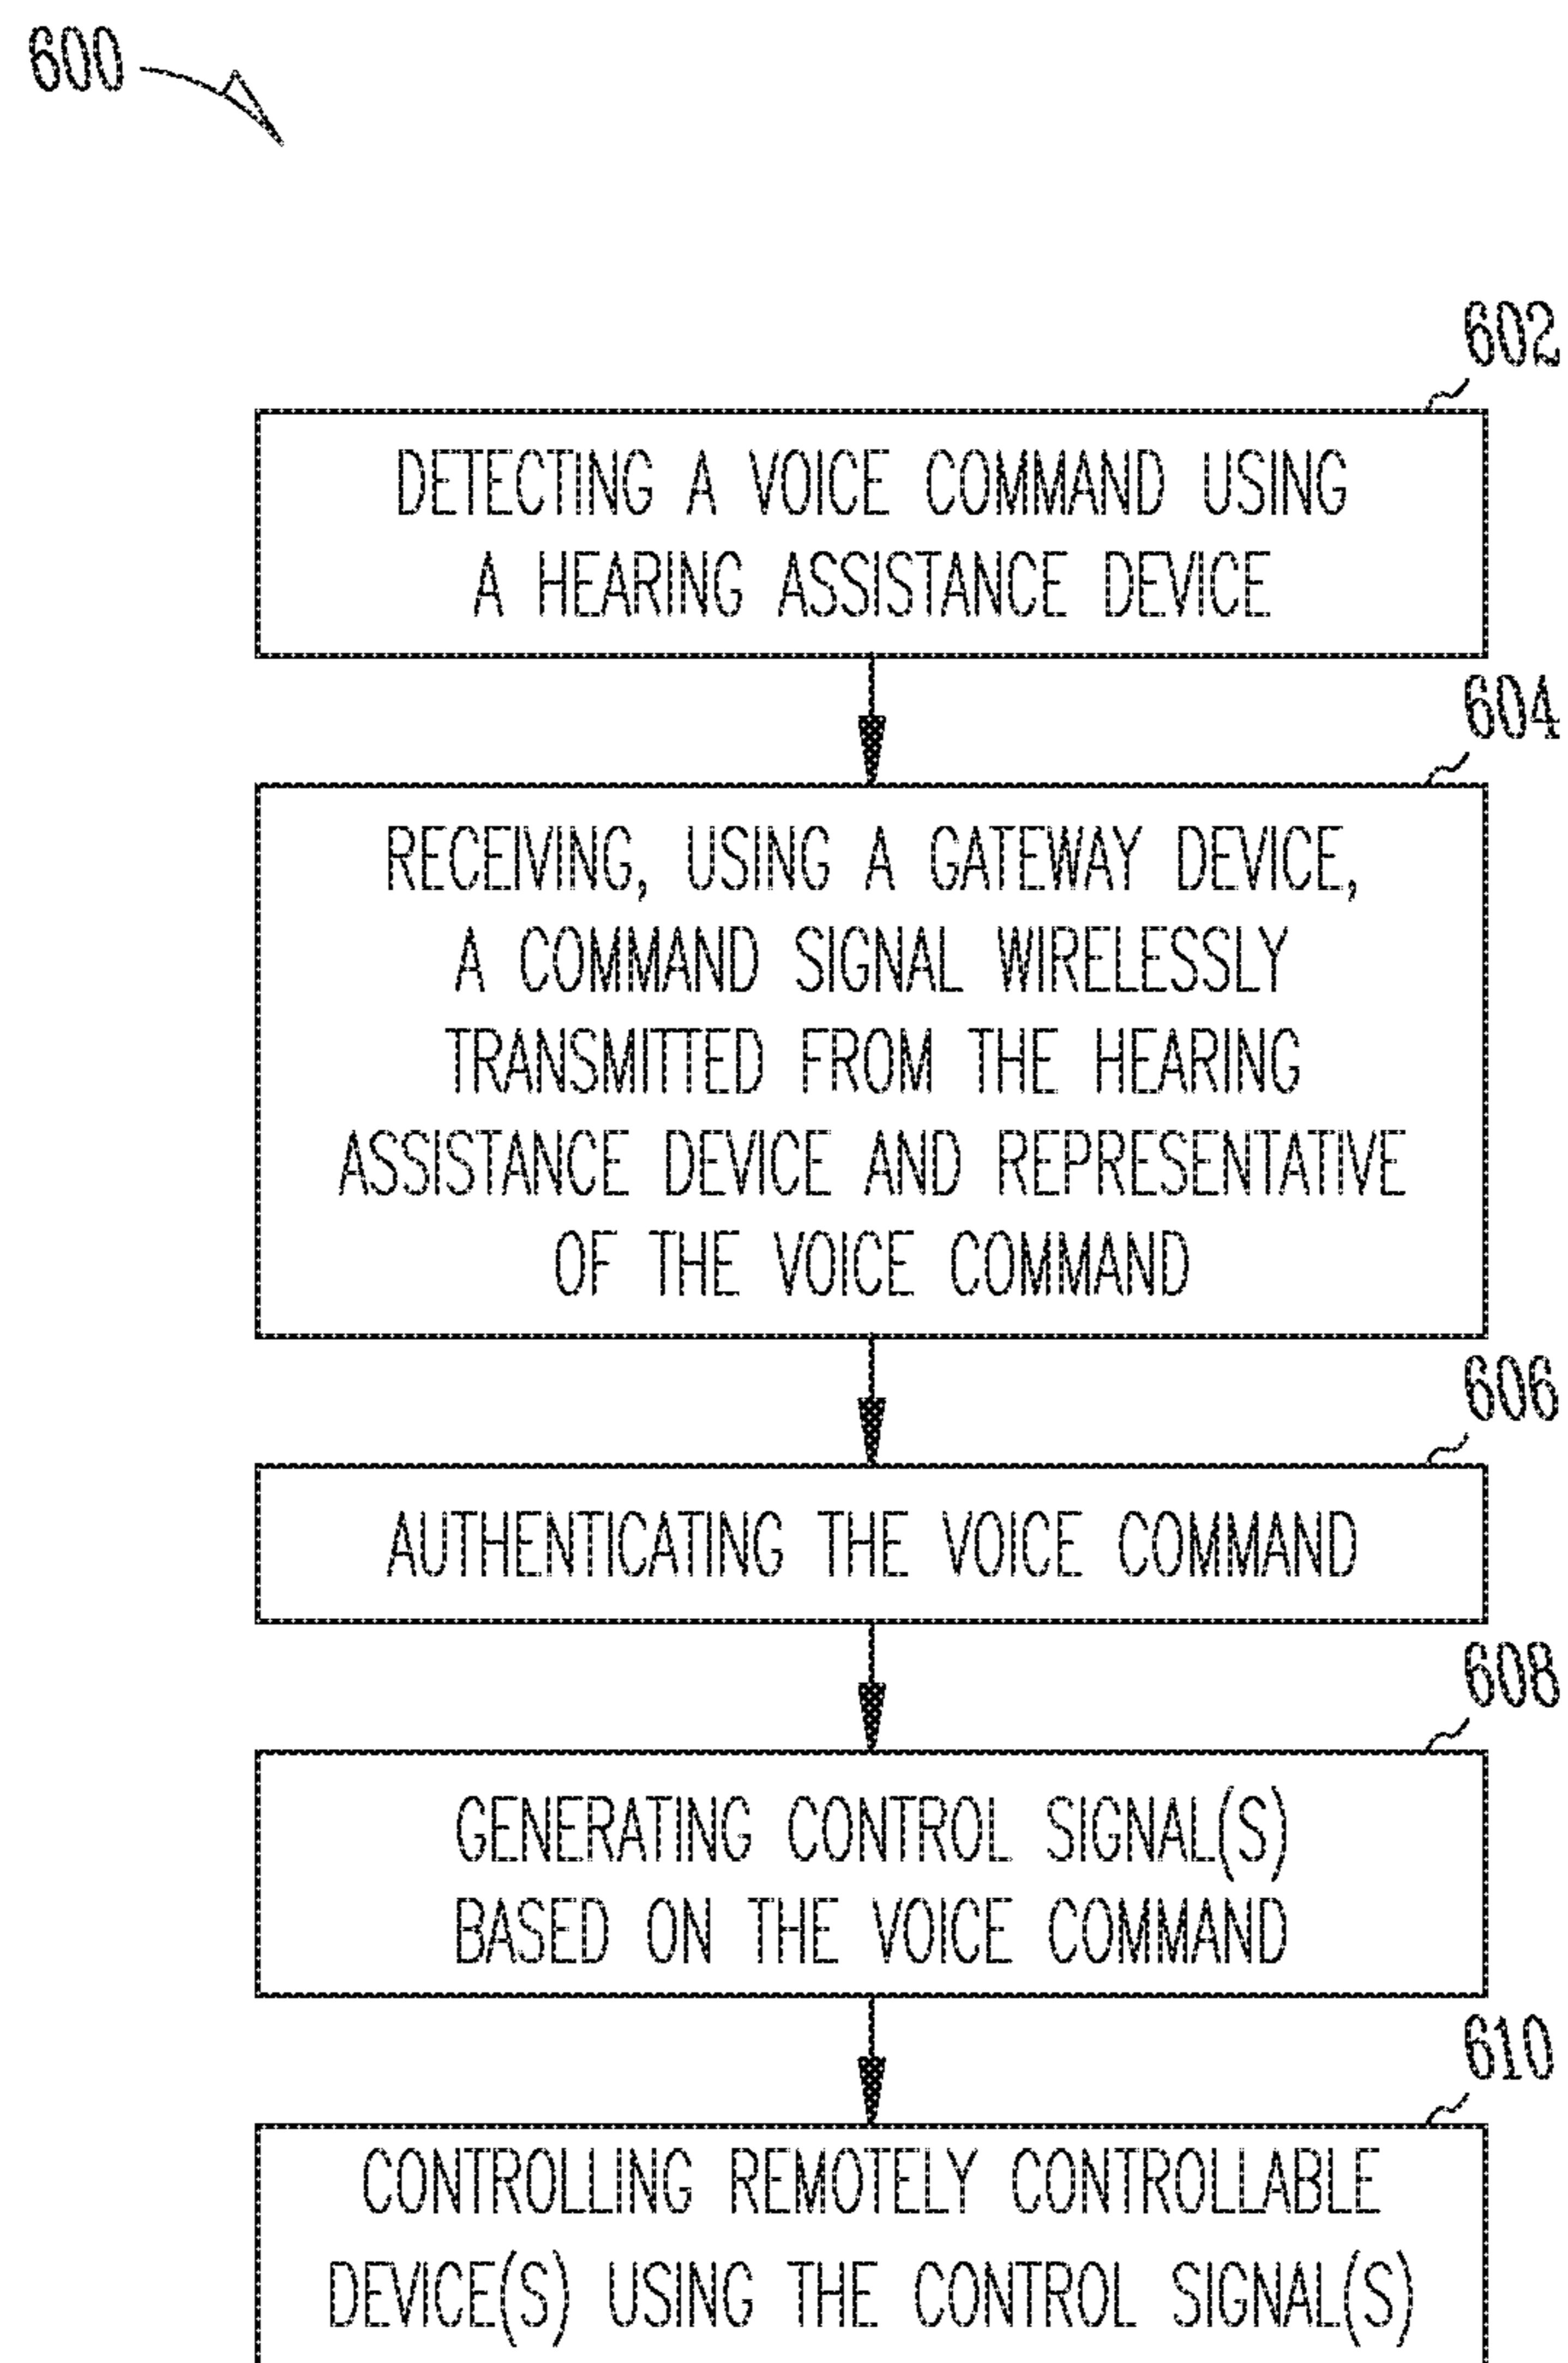 600
602
DETECTING A VOICE COMMAND USING
A HEARING ASSISTANCE DEVICE
604
RECEIVING, USING A GATEWAY DEVICE,
A COMMAND SIGNAL WIRELESSLY
TRANSMITTED FROM THE HEARING
ASSISTANCE DEVICE AND REPRESENTATIVE
OF THE VOICE COMMAND
606
AUTHENTICATING THE VOICE COMMAND
608
GENERATING CONTROL SIGNAL(S)
BASED ON THE VOICE COMMAND
610
CONTROLLING REMOTELY CONTROLLABLE
DEVICE(S) USING THE CONTROL SIGNAL(S)